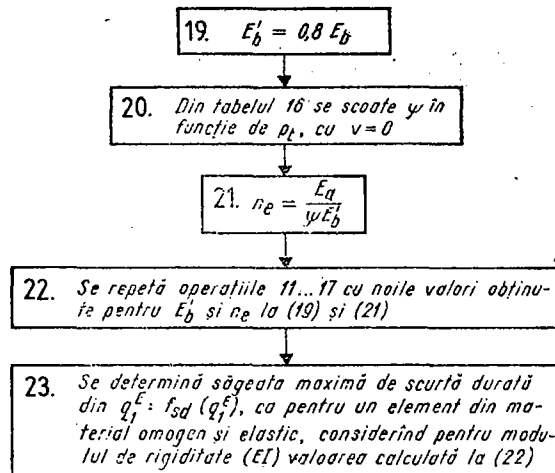 19. E'b = 0,8 Eb
20. Din tabelul 16 se scoate ψ în
funcție de pt, cu ν = 0
21. ne = Ea / ψE'b
22. Se repetă operațiile 11...17 cu noile valori obținu-
te pentru E'b și ne la (19) și (21)
23. Se determină săgeata maximă de scurtă durată
din q1E : fsd (q1E), ca pentru un element din ma-
terial omogen și elastic, considerînd pentru modu-
lul de rigiditate (EI) valoarea calculată la (22)